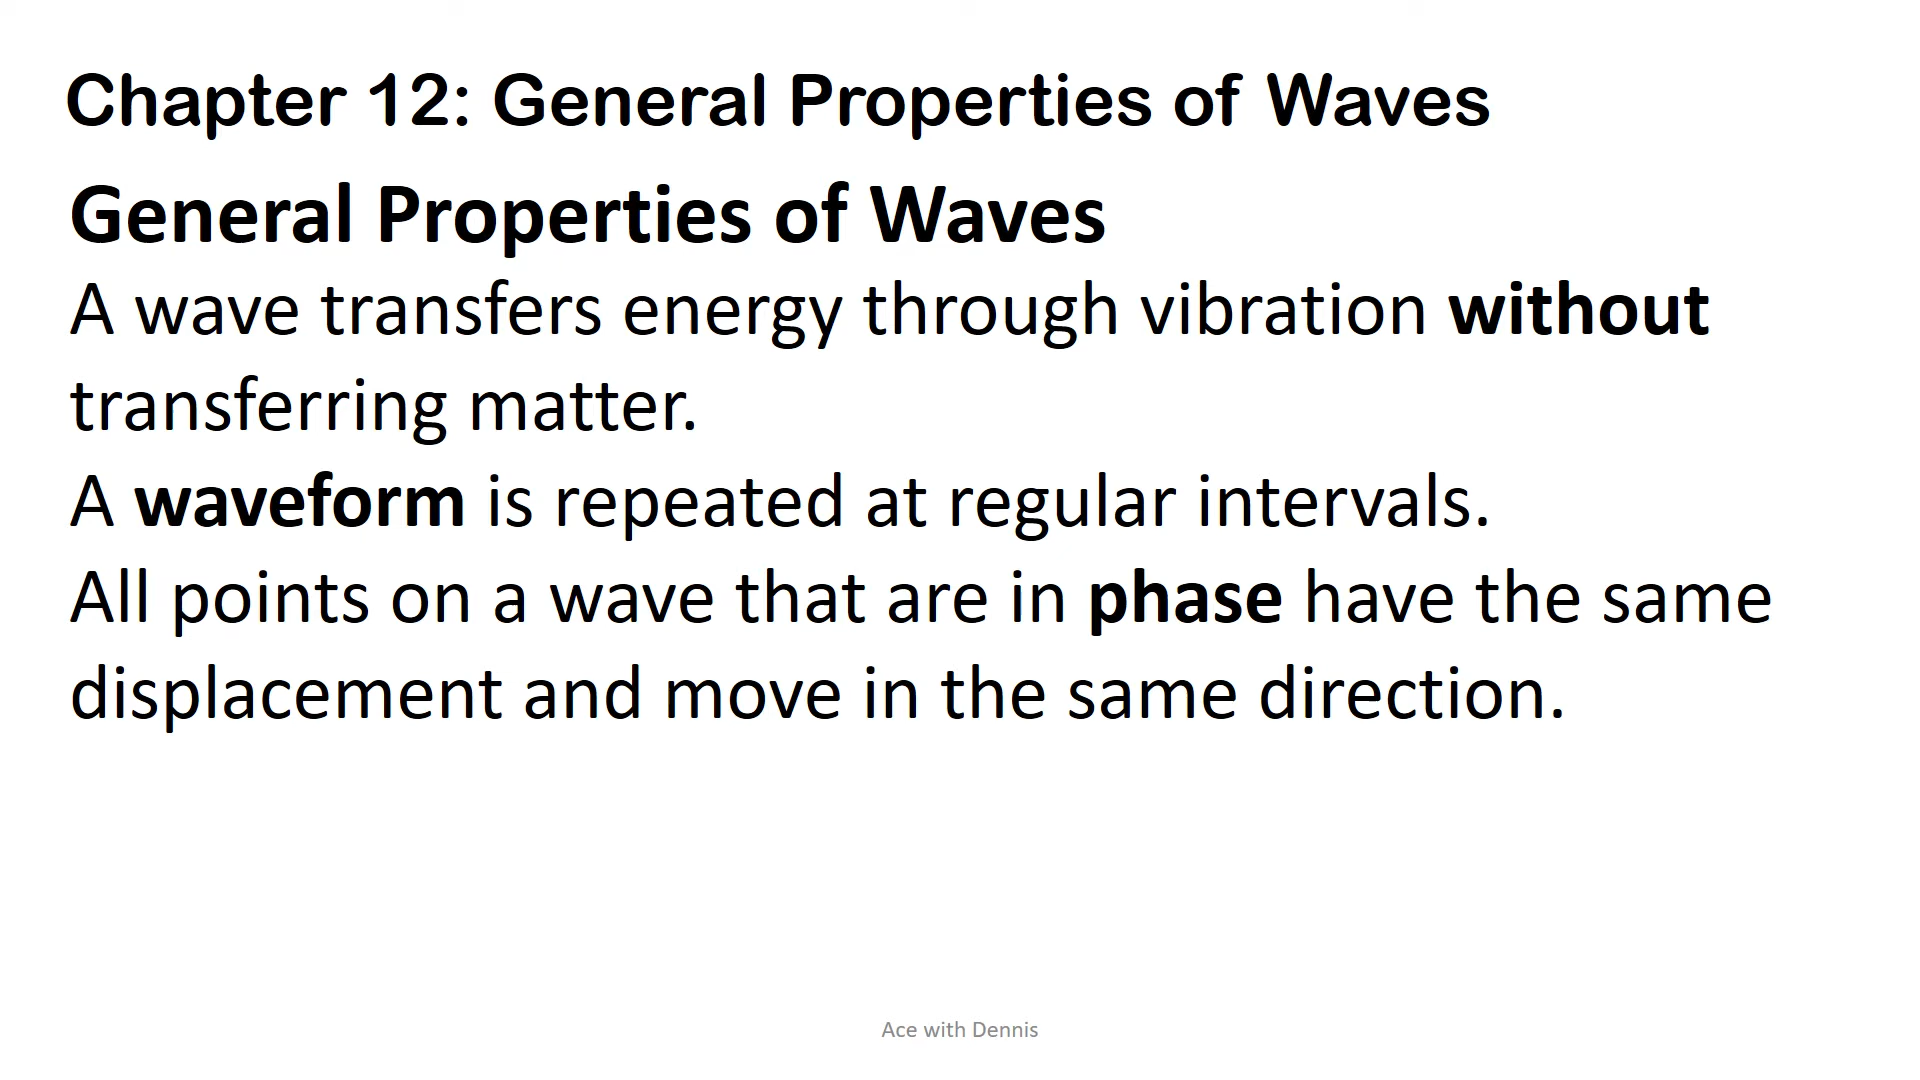 Chapter 12: General Properties of Waves
General Properties of Waves
A wave transfers energy through vibration without
transferring matter.
A waveform is repeated at regular intervals.
All points on a wave that are in phase have the same
displacement and move in the same direction.
Ace with Dennis